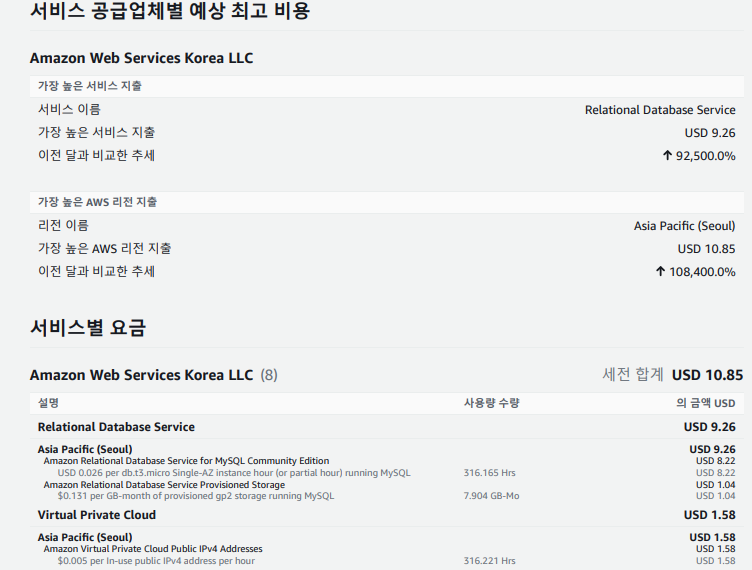 서비스 공급업체별 예상 최고 비용
Amazon Web Services Korea LLC
가장 높은 서비스 지출
서비스 이름 Relational Database Service
가장 높은 서비스 지출 USD 9.26
이전 달과 비교한 추세 ↑ 92,500.0%
가장 높은 AWS 리전 지출
리전 이름 Asia Pacific (Seoul)
가장 높은 AWS 리전 지출 USD 10.85
이전 달과 비교한 추세 ↑ 108,400.0%
서비스별 요금
Amazon Web Services Korea LLC (8) 세전 합계 USD 10.85
설명 사용량 수량 의 금액 USD
Relational Database Service USD 9.26
Asia Pacific (Seoul) USD 9.26
Amazon Relational Database Service for MySQL Community Edition USD 8.22
USD 0.026 per db.t3.micro Single-AZ instance hour (or partial hour) running MySQL 316.165 Hrs USD 8.22
Amazon Relational Database Service Provisioned Storage USD 1.04
$0.131 per GB-month of provisioned gp2 storage running MySQL 7.904 GB-Mo USD 1.04
Virtual Private Cloud USD 1.58
Asia Pacific (Seoul) USD 1.58
Amazon Virtual Private Cloud Public IPv4 Addresses USD 1.58
$0.005 per In-use public IPv4 address per hour 316.221 Hrs USD 1.58